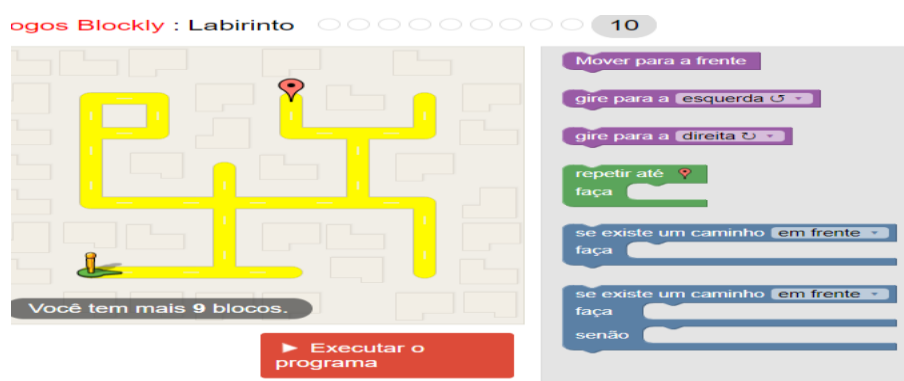 ogos Blockly : Labirinto 10
Mover para a frente
gire para a esquerda ↺
gire para a direita ↻
repetir até
faça
se existe um caminho em frente
faça
se existe um caminho em frente
faça
senão
Você tem mais 9 blocos.
► Executar o
programa